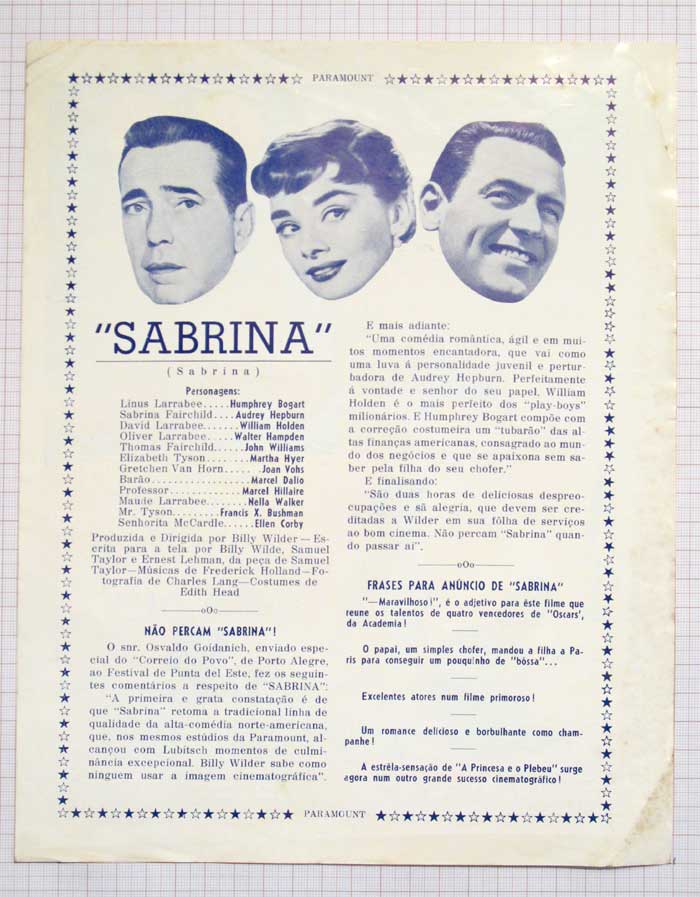 PARAMOUNT
"SABRINA"
(Sabrina)
Personagens:
Linus Larrabee.....Humphrey Bogart
Sabrina Fairchild....Audrey Hepburn
David Larrabee.......William Holden
Oliver Larrabee....Walter Hampden
Thomas Fairchild.....John Williams
Elizabeth Tyson.......Martha Hyer
Gretchen Van Horn.....Joan Vohs
Barão.................Marcel Dalio
Professor............Marcel Hillaire
Maude Larrabee.......Nella Walker
Mr. Tyson.......Francis X. Bushman
Senhorita McCardle......Ellen Corby
Produzida e Dirigida por Billy Wilder—Es-
crita para a tela por Billy Wilde, Samuel
Taylor e Ernest Lehman, da peça de Samuel
Taylor—Músicas de Frederick Holland—Fo-
tografia de Charles Lang—Costumes de
Edith Head
——oOo——
NÃO PERCAM "SABRINA"!
O snr. Osvaldo Goidanich, enviado espe-
cial do "Correio do Povo", de Porto Alegre,
ao Festival de Punta del Este, fez os seguin-
tes comentários a respeito de "SABRINA":
"A primeira e grata constatação é de
que "Sabrina" retoma a tradicional linha de
qualidade da alta-comédia norte-americana,
que, nos mesmos estúdios da Paramount, al-
cançou com Lubitsch momentos de culmi-
nância excepcional. Billy Wilder sabe como
ninguem usar a imagem cinematográfica".
E mais adiante:
"Uma comédia romântica, ágil e em mui-
tos momentos encantadora, que vai como
uma luva á personalidade juvenil e pertur-
badora de Audrey Hepburn. Perfeitamente
á vontade e senhor do seu papel, William
Holden é o mais perfeito dos "play-boys"
milionários. E Humphrey Bogart compõe com
a correção costumeira um "tubarão" das al-
tas finanças americanas, consagrado ao mun-
do dos negócios e que se apaixona sem sa-
ber pela filha do seu chofer."
E finalisando:
"São duas horas de deliciosas despreo-
cupações e sã alegria, que devem ser cre-
ditadas a Wilder em sua fôlha de serviços
ao bom cinema. Não percam "Sabrina" quan-
do passar aí".
——oOo——
FRASES PARA ANÚNCIO DE "SABRINA"
"—Maravilhoso!", é o adjetivo para êste filme que
reune os talentos de quatro vencedores de "Oscars',
da Academia!
O papai, um simples chofer, mandou a filha a Pa-
ris para conseguir um pouquinho de "bóssa"...
Excelentes atores num filme primoroso!
Um romance delicioso e borbulhante como cham-
panhe!
A estrêla-sensação de "A Princesa e o Plebeu" surge
agora num outro grande sucesso cinematográfico!
PARAMOUNT